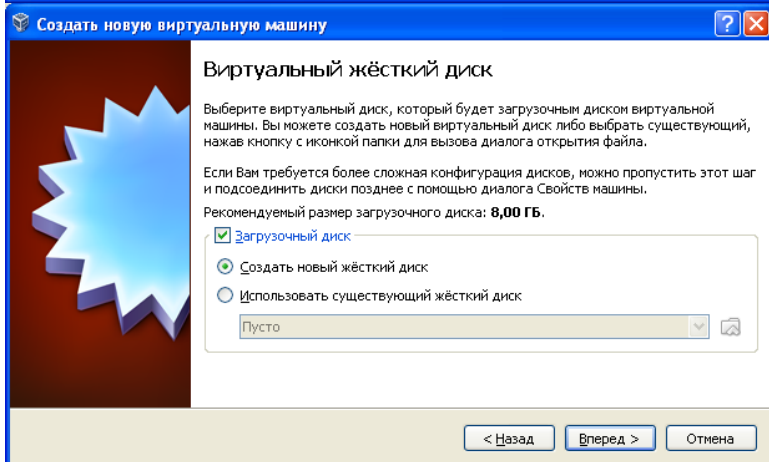 Создать новую виртуальную машину
Виртуальный жёсткий диск
Выберите виртуальный диск, который будет загрузочным диском виртуальной
машины. Вы можете создать новый виртуальный диск либо выбрать существующий,
нажав кнопку с иконкой папки для вызова диалога открытия файла.
Если Вам требуется более сложная конфигурация дисков, можно пропустить этот шаг
и подсоединить диски позднее с помощью диалога Свойств машины.
Рекомендуемый размер загрузочного диска: 8,00 ГБ.
Загрузочный диск
Создать новый жёсткий диск
Использовать существующий жёсткий диск
Пусто
< Назад Вперед > Отмена